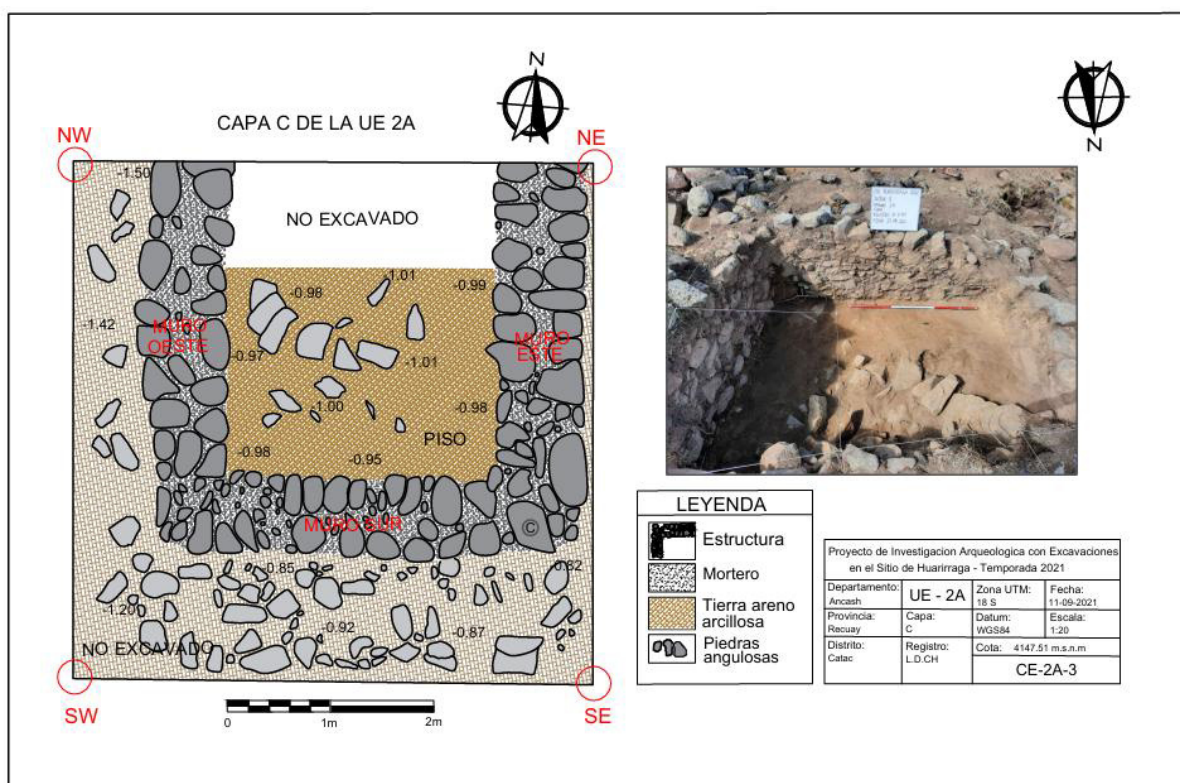 N
N
CAPA C DE LA UE 2A
NW
NE
-1.50
NO EXCAVADO
-1.01
-0.98
-0.99
-1.42
MURO
OESTE
MURO
ESTE
-0.97
-1.01
-1.00
-0.98
PISO
-0.98
-0.95
MURO SUR
C
-0.85
0.82
-1.20
-0.92
-0.87
NO EXCAVADO
SW
SE
0
1m
2m
LEYENDA
Estructura
Mortero
Tierra areno
arcillosa
Piedras
angulosas
Proyecto de Investigacion Arqueologica con Excavaciones
en el Sitio de Huarirraga - Temporada 2021
Departamento:
Ancash
UE - 2A
Zona UTM:
18 S
Fecha:
11-09-2021
Provincia:
Recuay
Capa:
C
Datum:
WGS84
Escala:
1:20
Distrito:
Catac
Registro:
L.D.CH
Cota: 4147.51 m.s.n.m
CE-2A-3